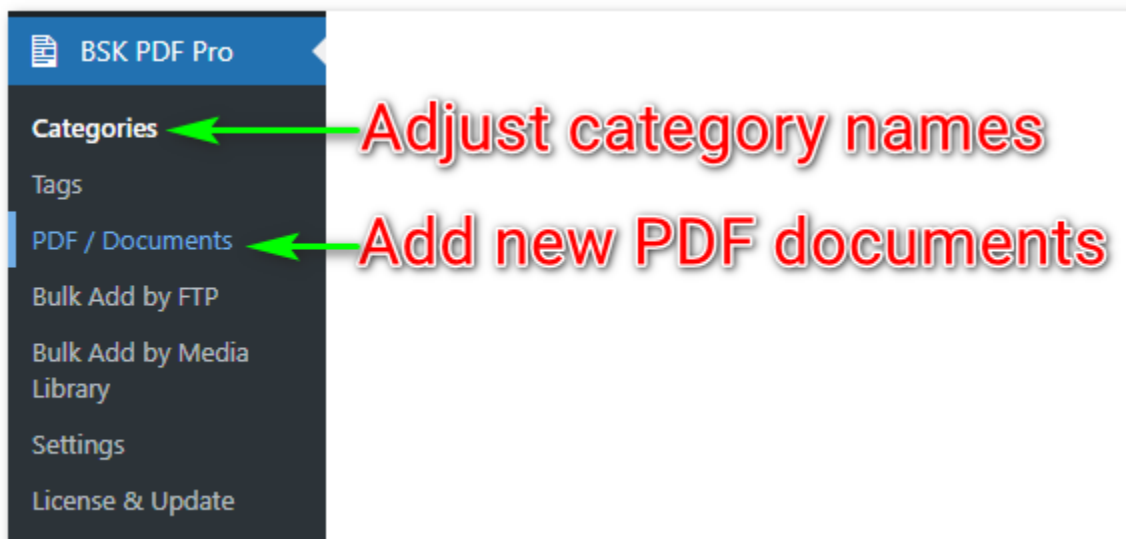 BSK PDF Pro
Categories
Adjust category names
Tags
PDF / Documents
Add new PDF documents
Bulk Add by FTP
Bulk Add by Media
Library
Settings
License & Update